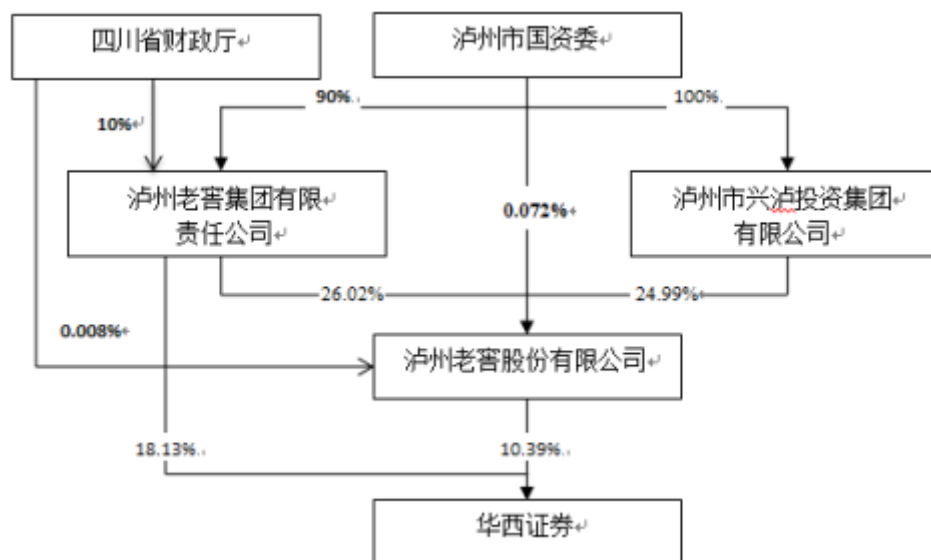 四川省财政厅
泸州市国资委
90%
100%
10%
泸州老窖集团有限
责任公司
0.072%
泸州市兴泸投资集团
有限公司
26.02%
24.99%
0.008%
泸州老窖股份有限公司
18.13%
10.39%
华西证券